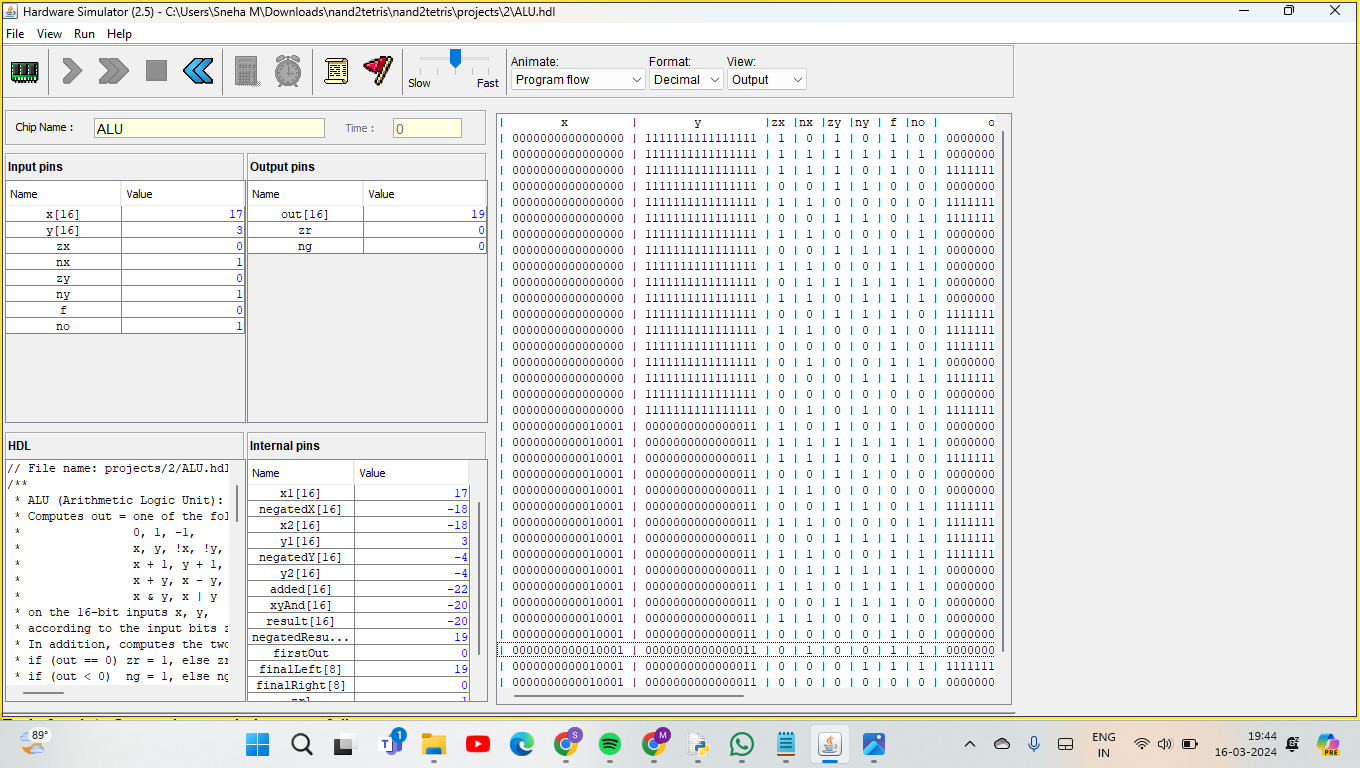 Hardware Simulator (2.5) - C:\Users\Sneha M\Downloads\nand2tetris\nand2tetris\projects\2\ALU.hdl
File View Run Help
Slow Fast
Animate: Format: View:
Program flow Decimal Output
Chip Name : ALU Time : 0
Input pins
Name Value
x[16] 17
y[16] 3
zx 0
nx 1
zy 0
ny 1
f 0
no 1
Output pins
Name Value
out[16] 19
zr 0
ng 0
HDL
// File name: projects/2/ALU.hdl
/**
* ALU (Arithmetic Logic Unit):
* Computes out = one of the fol
* 0, 1, -1,
* x, y, !x, !y,
* x + 1, y + 1,
* x + y, x - y,
* x & y, x | y
* on the 16-bit inputs x, y,
* according to the input bits z
* In addition, computes the two
* if (out == 0) zr = 1, else zr
* if (out < 0) ng = 1, else ng
Internal pins
Name Value
x1[16] 17
negatedX[16] -18
x2[16] -18
y1[16] 3
negatedY[16] -4
y2[16] -4
added[16] -22
xyAnd[16] -20
result[16] -20
negatedResu... 19
firstOut 0
finalLeft[8] 19
finalRight[8] 0
| x | y |zx |nx |zy |ny | f |no | o
| 0000000000000000 | 1111111111111111 | 1 | 0 | 1 | 0 | 1 | 0 | 0000000
| 0000000000000000 | 1111111111111111 | 1 | 1 | 1 | 1 | 1 | 1 | 0000000
| 0000000000000000 | 1111111111111111 | 1 | 1 | 1 | 0 | 1 | 0 | 1111111
| 0000000000000000 | 1111111111111111 | 0 | 0 | 1 | 1 | 0 | 0 | 0000000
| 0000000000000000 | 1111111111111111 | 1 | 1 | 0 | 0 | 0 | 0 | 1111111
| 0000000000000000 | 1111111111111111 | 0 | 0 | 1 | 1 | 0 | 1 | 1111111
| 0000000000000000 | 1111111111111111 | 1 | 1 | 0 | 0 | 0 | 1 | 0000000
| 0000000000000000 | 1111111111111111 | 0 | 0 | 1 | 1 | 1 | 1 | 0000000
| 0000000000000000 | 1111111111111111 | 1 | 1 | 0 | 0 | 1 | 1 | 0000000
| 0000000000000000 | 1111111111111111 | 0 | 1 | 1 | 1 | 1 | 1 | 0000000
| 0000000000000000 | 1111111111111111 | 1 | 1 | 0 | 1 | 1 | 1 | 0000000
| 0000000000000000 | 1111111111111111 | 0 | 0 | 1 | 1 | 1 | 0 | 1111111
| 0000000000000000 | 1111111111111111 | 1 | 1 | 0 | 0 | 1 | 0 | 1111111
| 0000000000000000 | 1111111111111111 | 0 | 0 | 0 | 0 | 1 | 0 | 1111111
| 0000000000000000 | 1111111111111111 | 0 | 1 | 0 | 0 | 1 | 1 | 0000000
| 0000000000000000 | 1111111111111111 | 0 | 0 | 0 | 1 | 1 | 1 | 1111111
| 0000000000000000 | 1111111111111111 | 0 | 0 | 0 | 0 | 0 | 0 | 0000000
| 0000000000000000 | 1111111111111111 | 0 | 1 | 0 | 1 | 0 | 1 | 1111111
| 0000000000010001 | 0000000000000011 | 1 | 0 | 1 | 0 | 1 | 0 | 0000000
| 0000000000010001 | 0000000000000011 | 1 | 1 | 1 | 1 | 1 | 1 | 0000000
| 0000000000010001 | 0000000000000011 | 1 | 1 | 1 | 0 | 1 | 0 | 1111111
| 0000000000010001 | 0000000000000011 | 0 | 0 | 1 | 1 | 0 | 0 | 0000000
| 0000000000010001 | 0000000000000011 | 1 | 1 | 0 | 0 | 0 | 0 | 0000000
| 0000000000010001 | 0000000000000011 | 0 | 0 | 1 | 1 | 0 | 1 | 1111111
| 0000000000010001 | 0000000000000011 | 1 | 1 | 0 | 0 | 0 | 1 | 1111111
| 0000000000010001 | 0000000000000011 | 0 | 0 | 1 | 1 | 1 | 1 | 1111111
| 0000000000010001 | 0000000000000011 | 1 | 1 | 0 | 0 | 1 | 1 | 1111111
| 0000000000010001 | 0000000000000011 | 0 | 1 | 1 | 1 | 1 | 1 | 0000000
| 0000000000010001 | 0000000000000011 | 1 | 1 | 0 | 1 | 1 | 1 | 0000000
| 0000000000010001 | 0000000000000011 | 0 | 0 | 1 | 1 | 1 | 0 | 0000000
| 0000000000010001 | 0000000000000011 | 1 | 1 | 0 | 0 | 1 | 0 | 0000000
| 0000000000010001 | 0000000000000011 | 0 | 0 | 0 | 0 | 1 | 0 | 0000000
| 0000000000010001 | 0000000000000011 | 0 | 1 | 0 | 0 | 1 | 1 | 0000000
| 0000000000010001 | 0000000000000011 | 0 | 0 | 0 | 1 | 1 | 1 | 1111111
| 0000000000010001 | 0000000000000011 | 0 | 0 | 0 | 0 | 0 | 0 | 0000000
89°
1
S
M
PRE
ENG
IN
19:44
16-03-2024